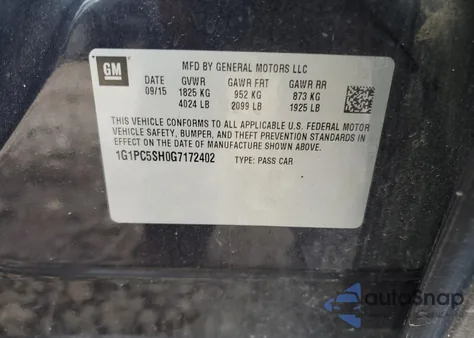 GM
MFD BY GENERAL MOTORS LLC
DATE GVWR GAWR FRT GAWR RR
09/15 1825 KG 952 KG 873 KG
4024 LB 2099 LB 1925 LB
THIS VEHICLE CONFORMS TO ALL APPLICABLE U.S. FEDERAL MOTOR
VEHICLE SAFETY, BUMPER, AND THEFT PREVENTION STANDARDS IN
EFFECT ON THE DATE OF MANUFACTURE SHOWN ABOVE.
1G1PC5SH0G7172402 TYPE: PASS CAR
autoSnap